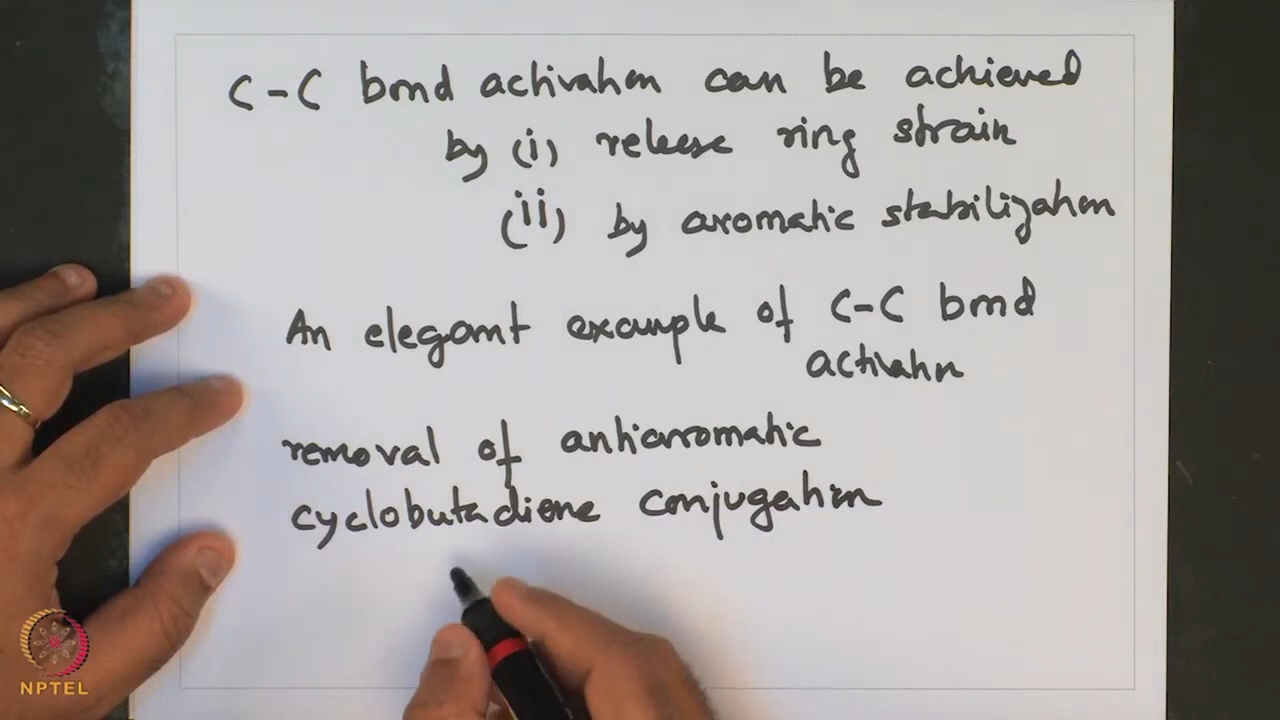 C-C bond activation can be achieved
by (i) release ring strain
(ii) by aromatic stabilization
An elegant example of C-C bond
activation
removal of antiaromatic
cyclobutadiene conjugation
NPTEL